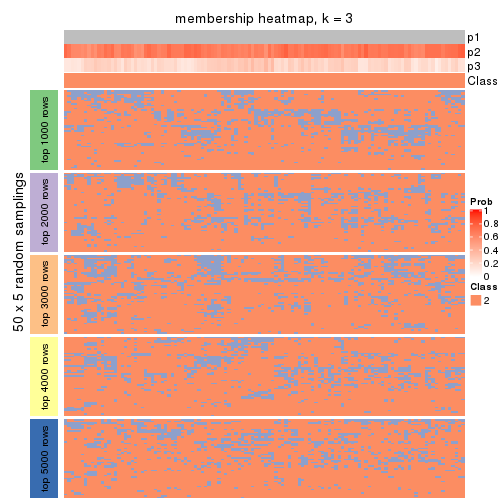 membership heatmap, k = 3
p1
p2
p3
Class
50 x 5 random samplings
top 1000 rows
top 2000 rows
top 3000 rows
top 4000 rows
top 5000 rows
Prob
1
0.8
0.6
0.4
0.2
0
Class
2